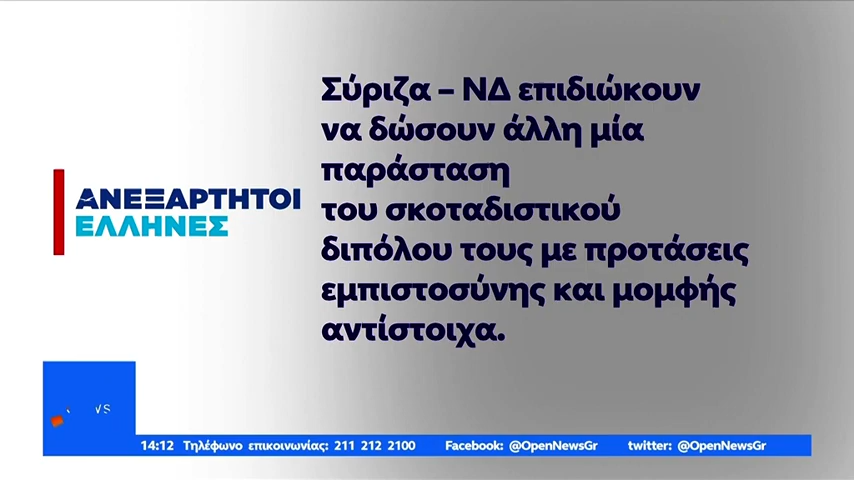 Σύριζα – ΝΔ επιδιώκουν
να δώσουν άλλη μία
παράσταση
του σκοταδιστικού
διπόλου τους με προτάσεις
εμπιστοσύνης και μομφής
αντίστοιχα.
ΑΝΕΞΑΡΤΗΤΟΙ
ΕΛΛΗΝΕΣ
14:12 Τηλέφωνο επικοινωνίας: 211 212 2100 Facebook: @OpenNewsGr twitter: @OpenNewsGr